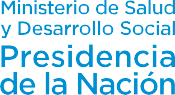 Ministerio de Salud
y Desarrollo Social
Presidencia
de la Nación